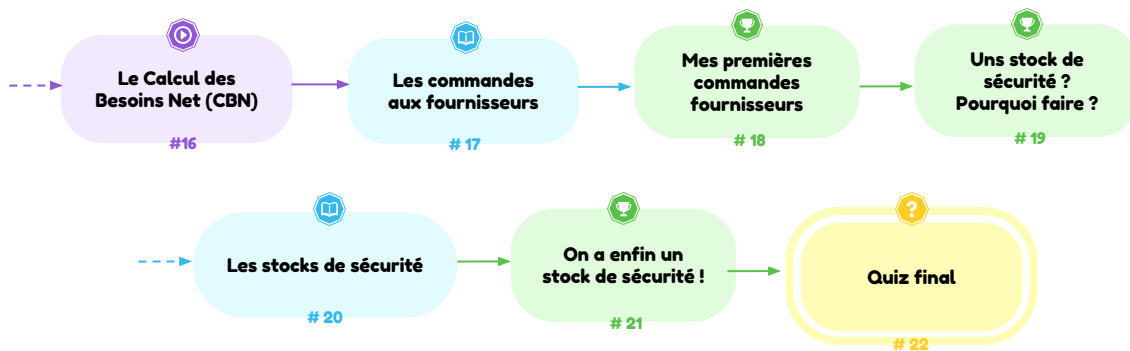 Le Calcul des
Besoins Net (CBN)
#16
Les commandes
aux fournisseurs
# 17
Mes premières
commandes
fournisseurs
# 18
Uns stock de
sécurité ?
Pourquoi faire ?
# 19
Les stocks de sécurité
# 20
On a enfin un
stock de sécurité !
# 21
?
Quiz final
# 22